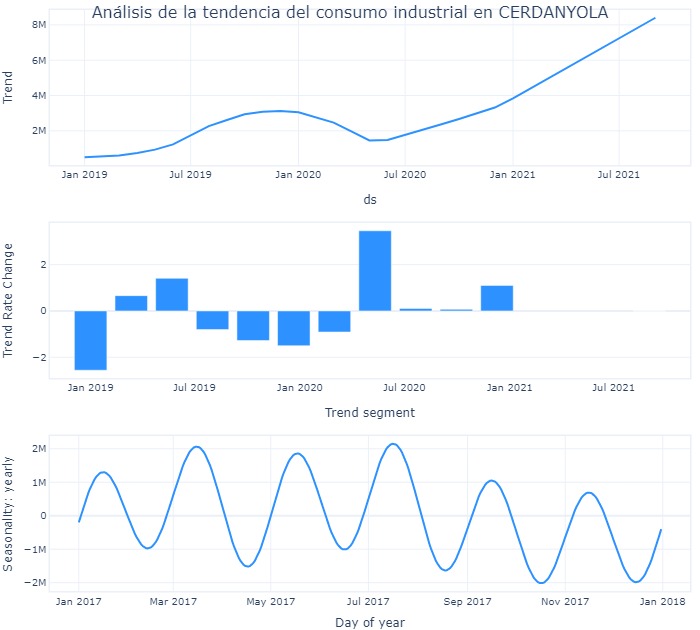 Análisis de la tendencia del consumo industrial en CERDANYOLA
8M
6M
4M
2M
Trend
Jan 2019 Jul 2019 Jan 2020 Jul 2020 Jan 2021 Jul 2021
ds
2
0
−2
Trend Rate Change
Jan 2019 Jul 2019 Jan 2020 Jul 2020 Jan 2021 Jul 2021
Trend segment
2M
1M
0
−1M
−2M
Seasonality: yearly
Jan 2017 Mar 2017 May 2017 Jul 2017 Sep 2017 Nov 2017 Jan 2018
Day of year